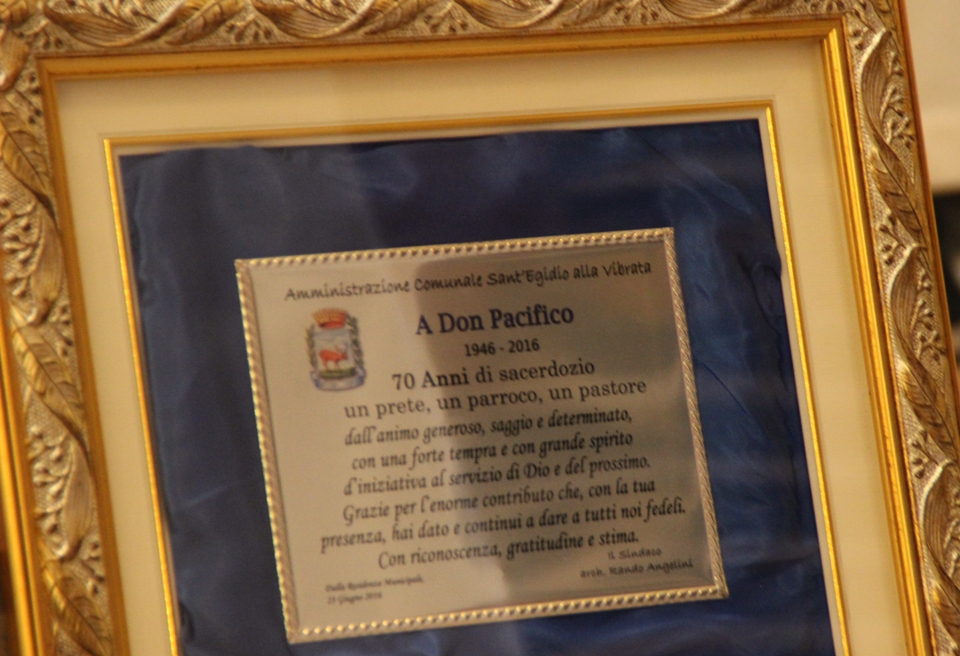 Amministrazione Comunale Sant'Egidio alla Vibrata
A Don Pacifico
1946 - 2016
70 Anni di sacerdozio
un prete, un parroco, un pastore
dall'animo generoso, saggio e determinato,
con una forte tempra e con grande spirito
d'iniziativa al servizio di Dio e del prossimo.
Grazie per l'enorme contributo che, con la tua
presenza, hai dato e continui a dare a tutti noi fedeli.
Con riconoscenza, gratitudine e stima.
Il Sindaco
arch. Rando Angelini
Dalla Residenza Municipale,
Giugno 2016